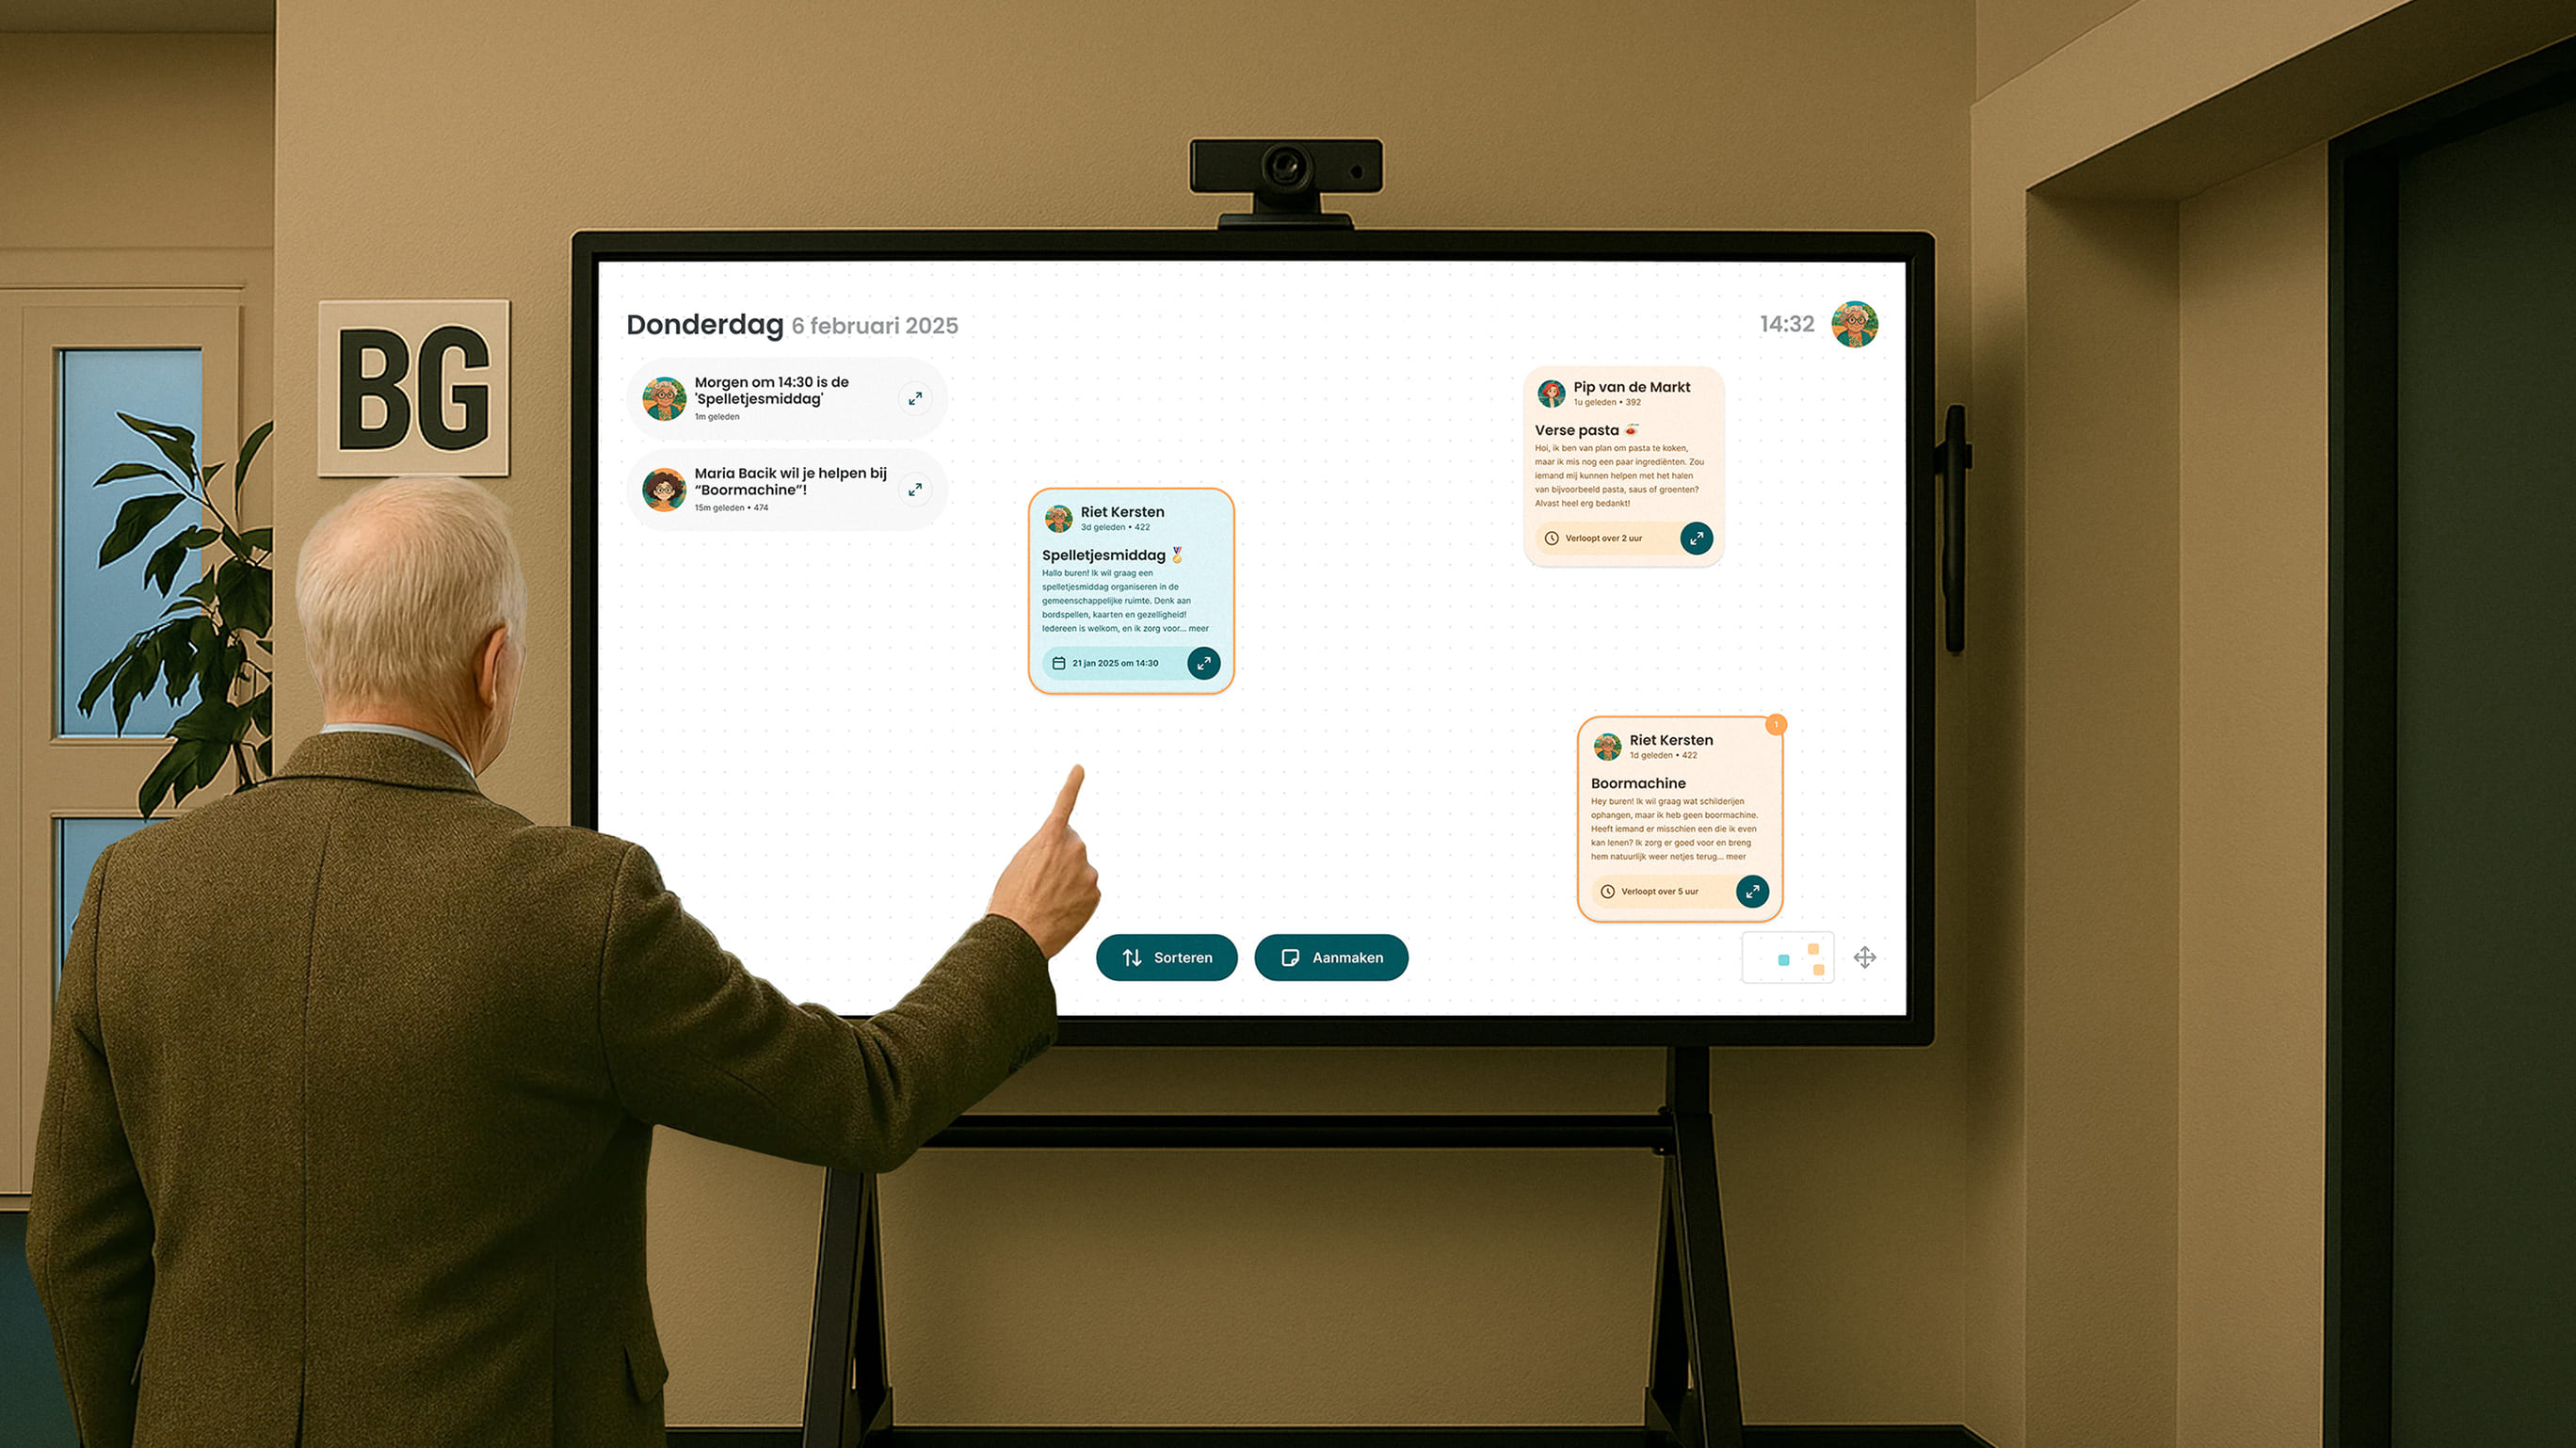 BG
Donderdag 6 februari 2025
14:32
Morgen om 14:30 is de
'Spelletjesmiddag'
1m geleden
Maria Bacik wil je helpen bij
“Boormachine”!
15m geleden • 474
Riet Kersten
3d geleden • 422
Spelletjesmiddag
Hallo buren! Ik wil graag een
spelletjesmiddag organiseren in de
gemeenschappelijke ruimte. Denk aan
bordspellen, kaarten en gezelligheid!
Iedereen is welkom, en ik zorg voor... meer
21 jan 2025 om 14:30
Pip van de Markt
1u geleden • 392
Verse pasta
Hoi, ik ben van plan om pasta te koken,
maar ik mis nog een paar ingrediënten. Zou
iemand mij kunnen helpen met het halen
van bijvoorbeeld pasta, saus of groenten?
Alvast heel erg bedankt!
Verloopt over 2 uur
1
Riet Kersten
1d geleden • 422
Boormachine
Hey buren! Ik wil graag wat schilderijen
ophangen, maar ik heb geen boormachine.
Heeft iemand er misschien een die ik even
kan lenen? Ik zorg er goed voor en breng
hem natuurlijk weer netjes terug... meer
Verloopt over 5 uur
Sorteren
Aanmaken